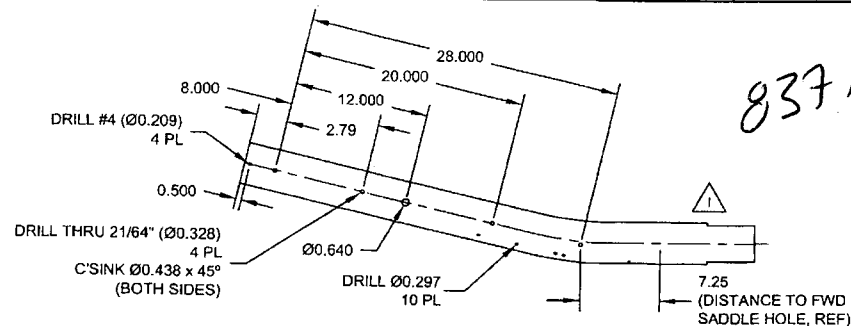 28.000
20.000
8.000
12.000
2.79
837
DRILL #4 (Ø0.209)
4 PL
0.500
1
DRILL THRU 21/64" (Ø0.328)
4 PL
C'SINK Ø0.438 x 45º
(BOTH SIDES)
Ø0.640
DRILL Ø0.297
10 PL
7.25
(DISTANCE TO FWD
SADDLE HOLE, REF)